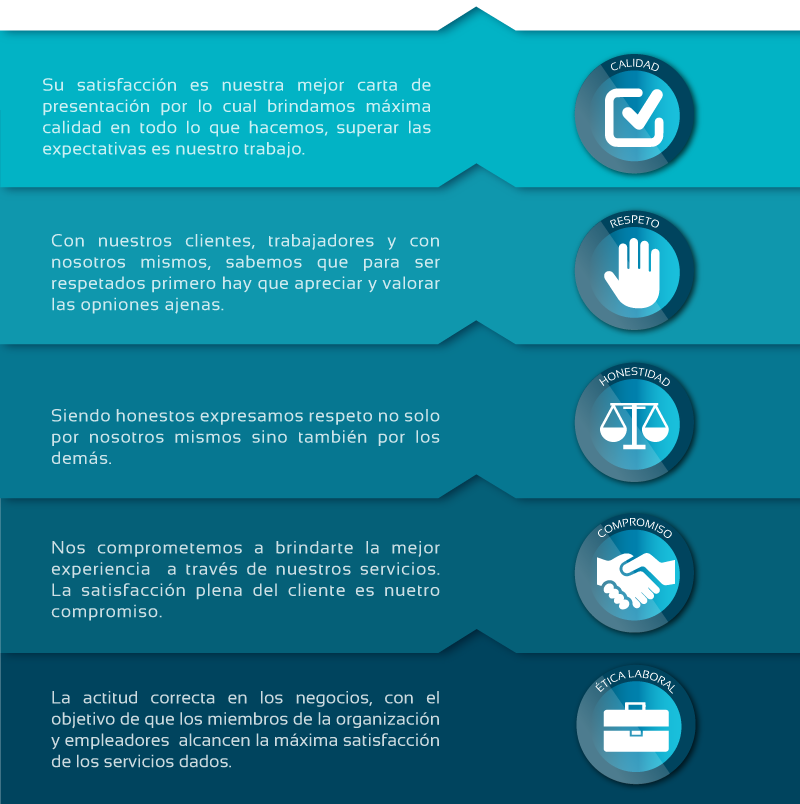 Su satisfacción es nuestra mejor carta de
presentación por lo cual brindamos máxima
calidad en todo lo que hacemos, superar las
expectativas es nuestro trabajo.
CALIDAD
Con nuestros clientes, trabajadores y con
nosotros mismos, sabemos que para ser
respetados primero hay que apreciar y valorar
las opniones ajenas.
RESPETO
Siendo honestos expresamos respeto no solo
por nosotros mismos sino también por los
demás.
HONESTIDAD
Nos comprometemos a brindarte la mejor
experiencia a través de nuestros servicios.
La satisfacción plena del cliente es nuetro
compromiso.
COMPROMISO
La actitud correcta en los negocios, con el
objetivo de que los miembros de la organización
y empleadores alcancen la máxima satisfacción
de los servicios dados.
ÉTICA LABORAL